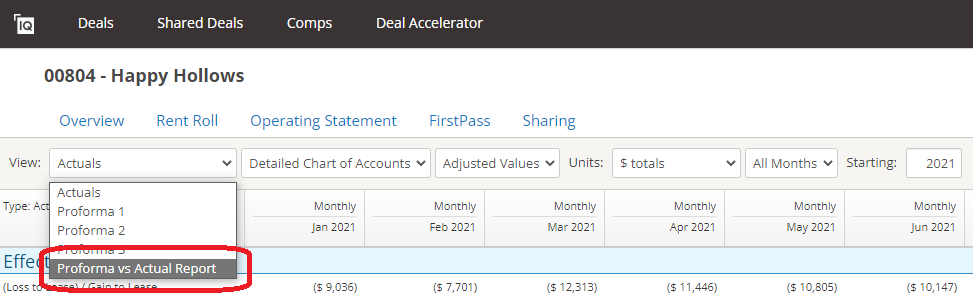 IQ Deals Shared Deals Comps Deal Accelerator
00804 - Happy Hollows
Overview Rent Roll Operating Statement FirstPass Sharing
View: Actuals Detailed Chart of Accounts Adjusted Values Units: $ totals All Months Starting: 2021
Actuals
Proforma 1
Proforma 2
Proforma 3
Proforma vs Actual Report
Type: Act Monthly Monthly Monthly Monthly Monthly Monthly
Jan 2021 Feb 2021 Mar 2021 Apr 2021 May 2021 Jun 2021
Effec
(Loss to Lease) / Gain to Lease ($ 9,036) ($ 7,701) ($ 12,313) ($ 11,446) ($ 10,805) ($ 10,147)